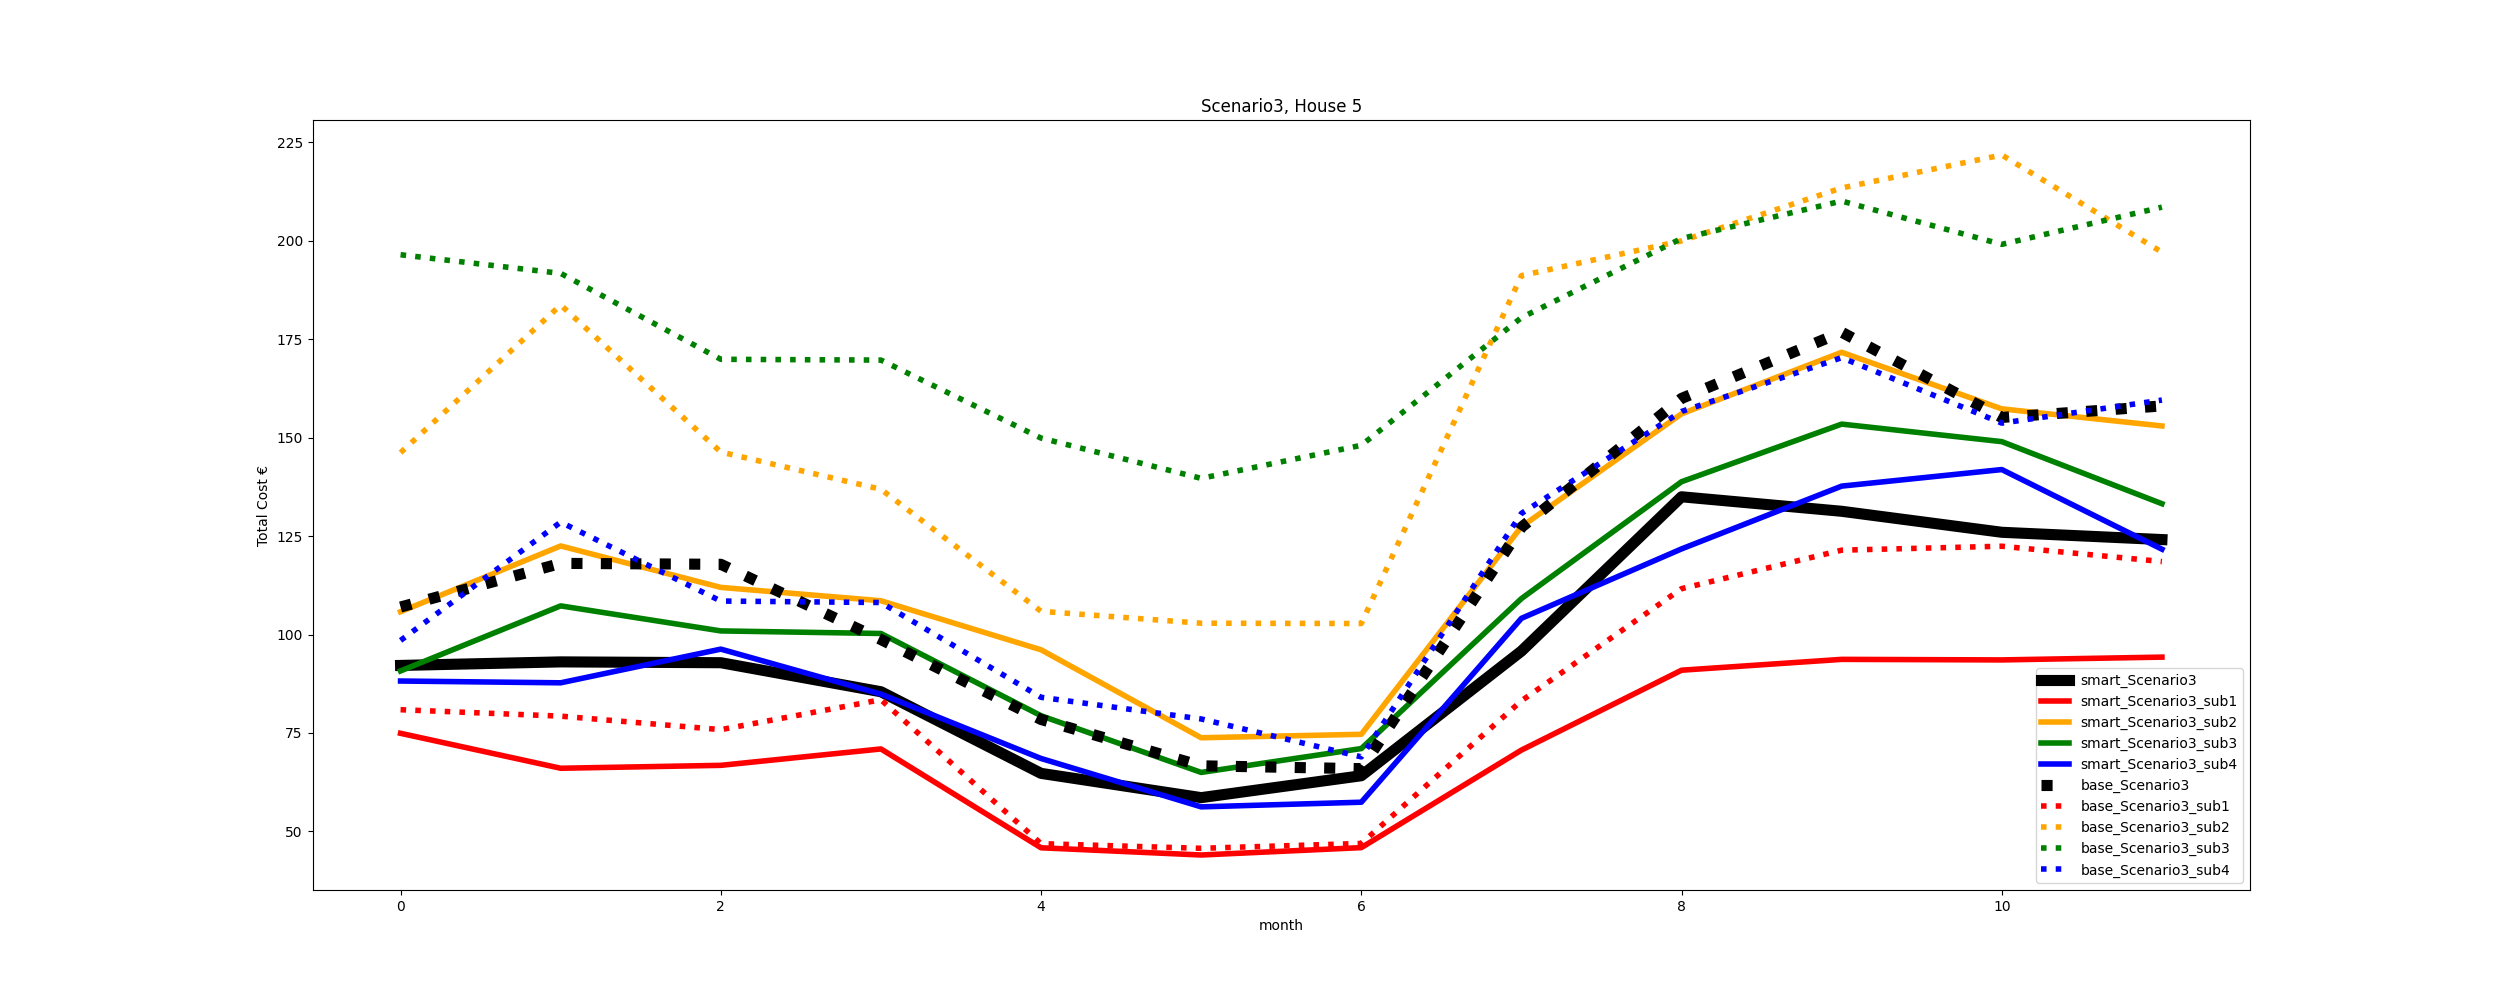 Scenario3, House 5
225
200
175
150
125
100
75
50
Total Cost €
0
2
4
6
8
10
month
smart_Scenario3
smart_Scenario3_sub1
smart_Scenario3_sub2
smart_Scenario3_sub3
smart_Scenario3_sub4
base_Scenario3
base_Scenario3_sub1
base_Scenario3_sub2
base_Scenario3_sub3
base_Scenario3_sub4